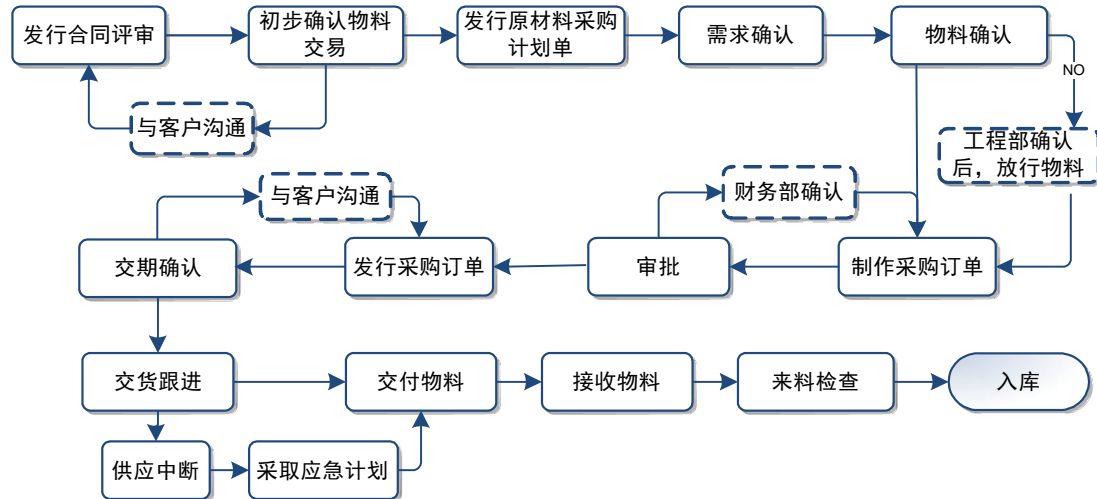 发行合同评审
初步确认物料
交易
发行原材料采购
计划单
需求确认
物料确认
NO
与客户沟通
工程部确认
后，放行物料
与客户沟通
财务部确认
交期确认
发行采购订单
审批
制作采购订单
交货跟进
交付物料
接收物料
来料检查
入库
供应中断
采取应急计划